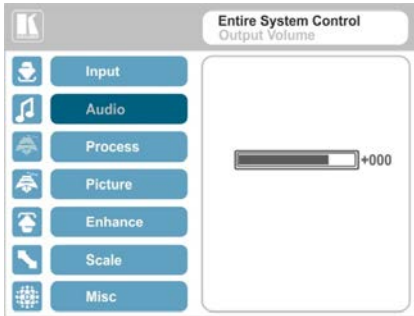 Entire System Control
Output Volume
Input
Audio
Process
Picture
Enhance
Scale
Misc
+000